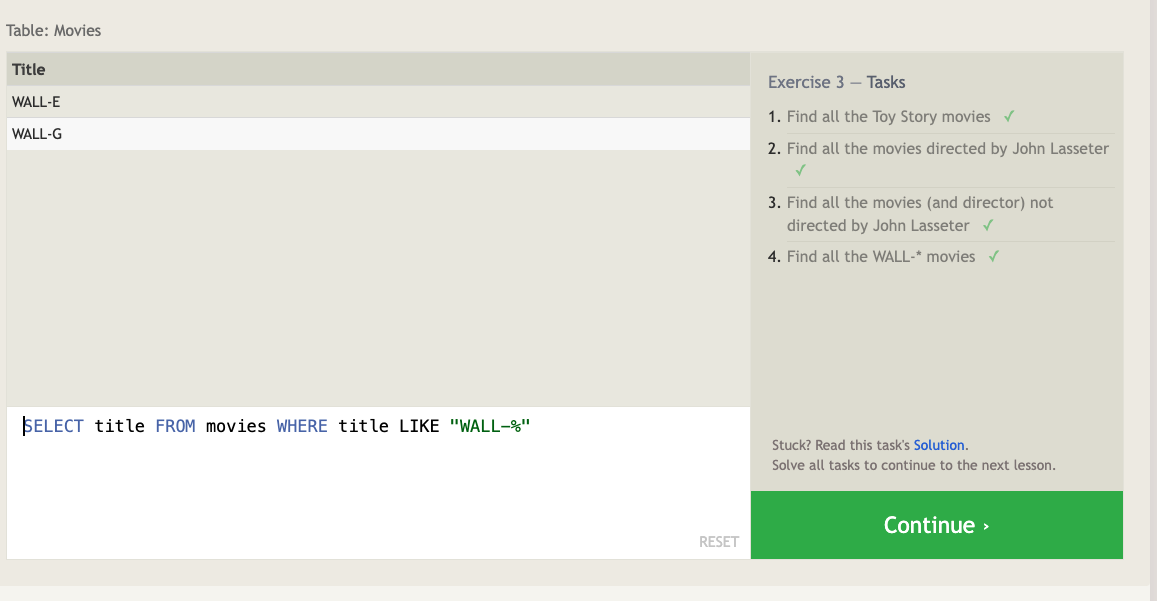 Table: Movies
Title
WALL-E
WALL-G
SELECT title FROM movies WHERE title LIKE "WALL-%"
RESET
Exercise 3 — Tasks
1. Find all the Toy Story movies ✓
2. Find all the movies directed by John Lasseter
✓
3. Find all the movies (and director) not
directed by John Lasseter ✓
4. Find all the WALL-* movies ✓
Stuck? Read this task's Solution.
Solve all tasks to continue to the next lesson.
Continue ›